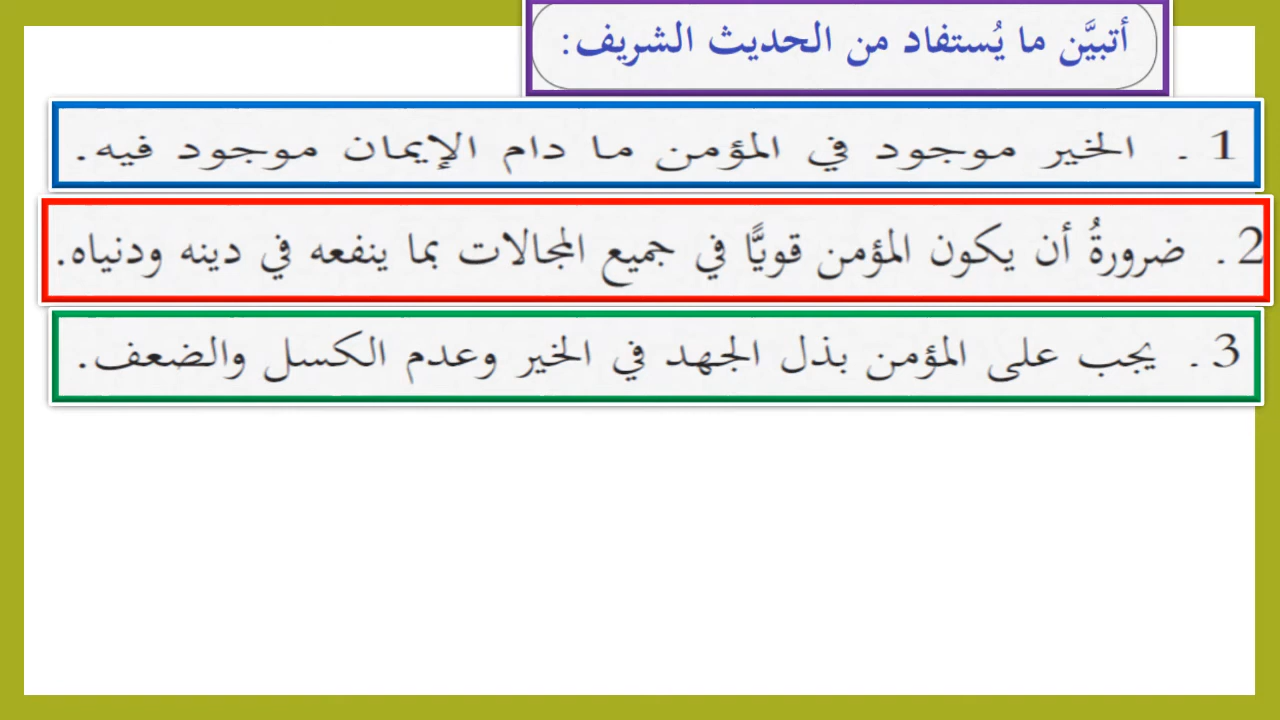 أتبيَّن ما يُستفاد من الحديث الشريف:
1 . الخير موجود في المؤمن ما دام الإيمان موجود فيه.
2 . ضرورةُ أن يكون المؤمن قويًّا في جميع المجالات بما ينفعه في دينه ودنياه.
3 . يجب على المؤمن بذل الجهد في الخير وعدم الكسل والضعف.